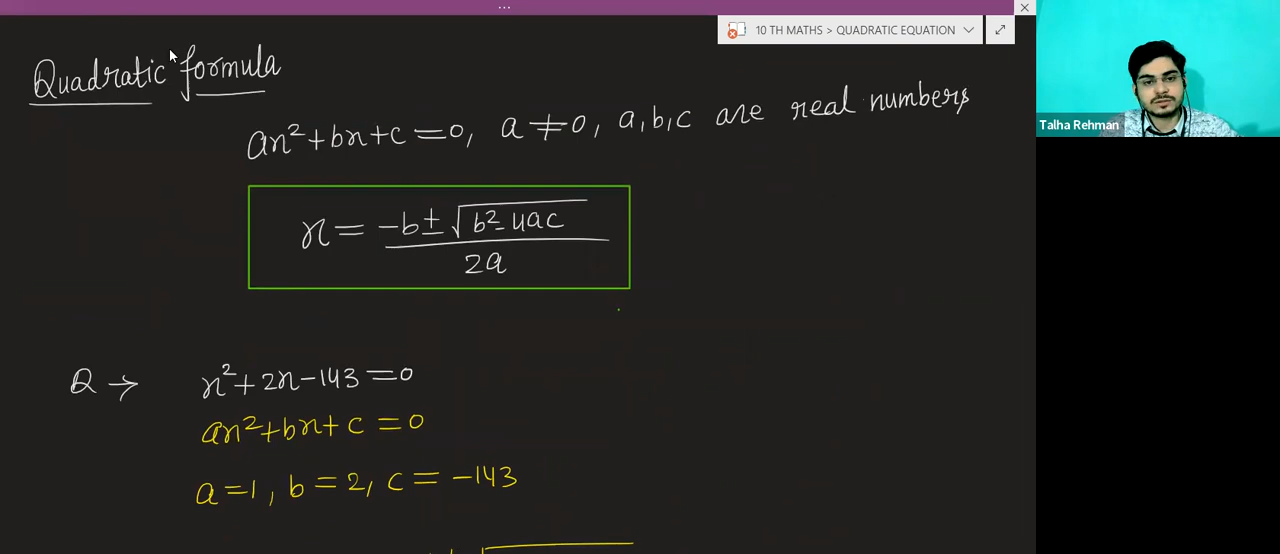 ...
10 TH MATHS > QUADRATIC EQUATION
Quadratic formula
ax²+bx+c=0, a≠0, a,b,c are real numbers
x = -b ± √(b²-4ac) / 2a
Q → x²+2x-143=0
ax²+bx+c=0
a=1, b=2, c=-143
Talha Rehman